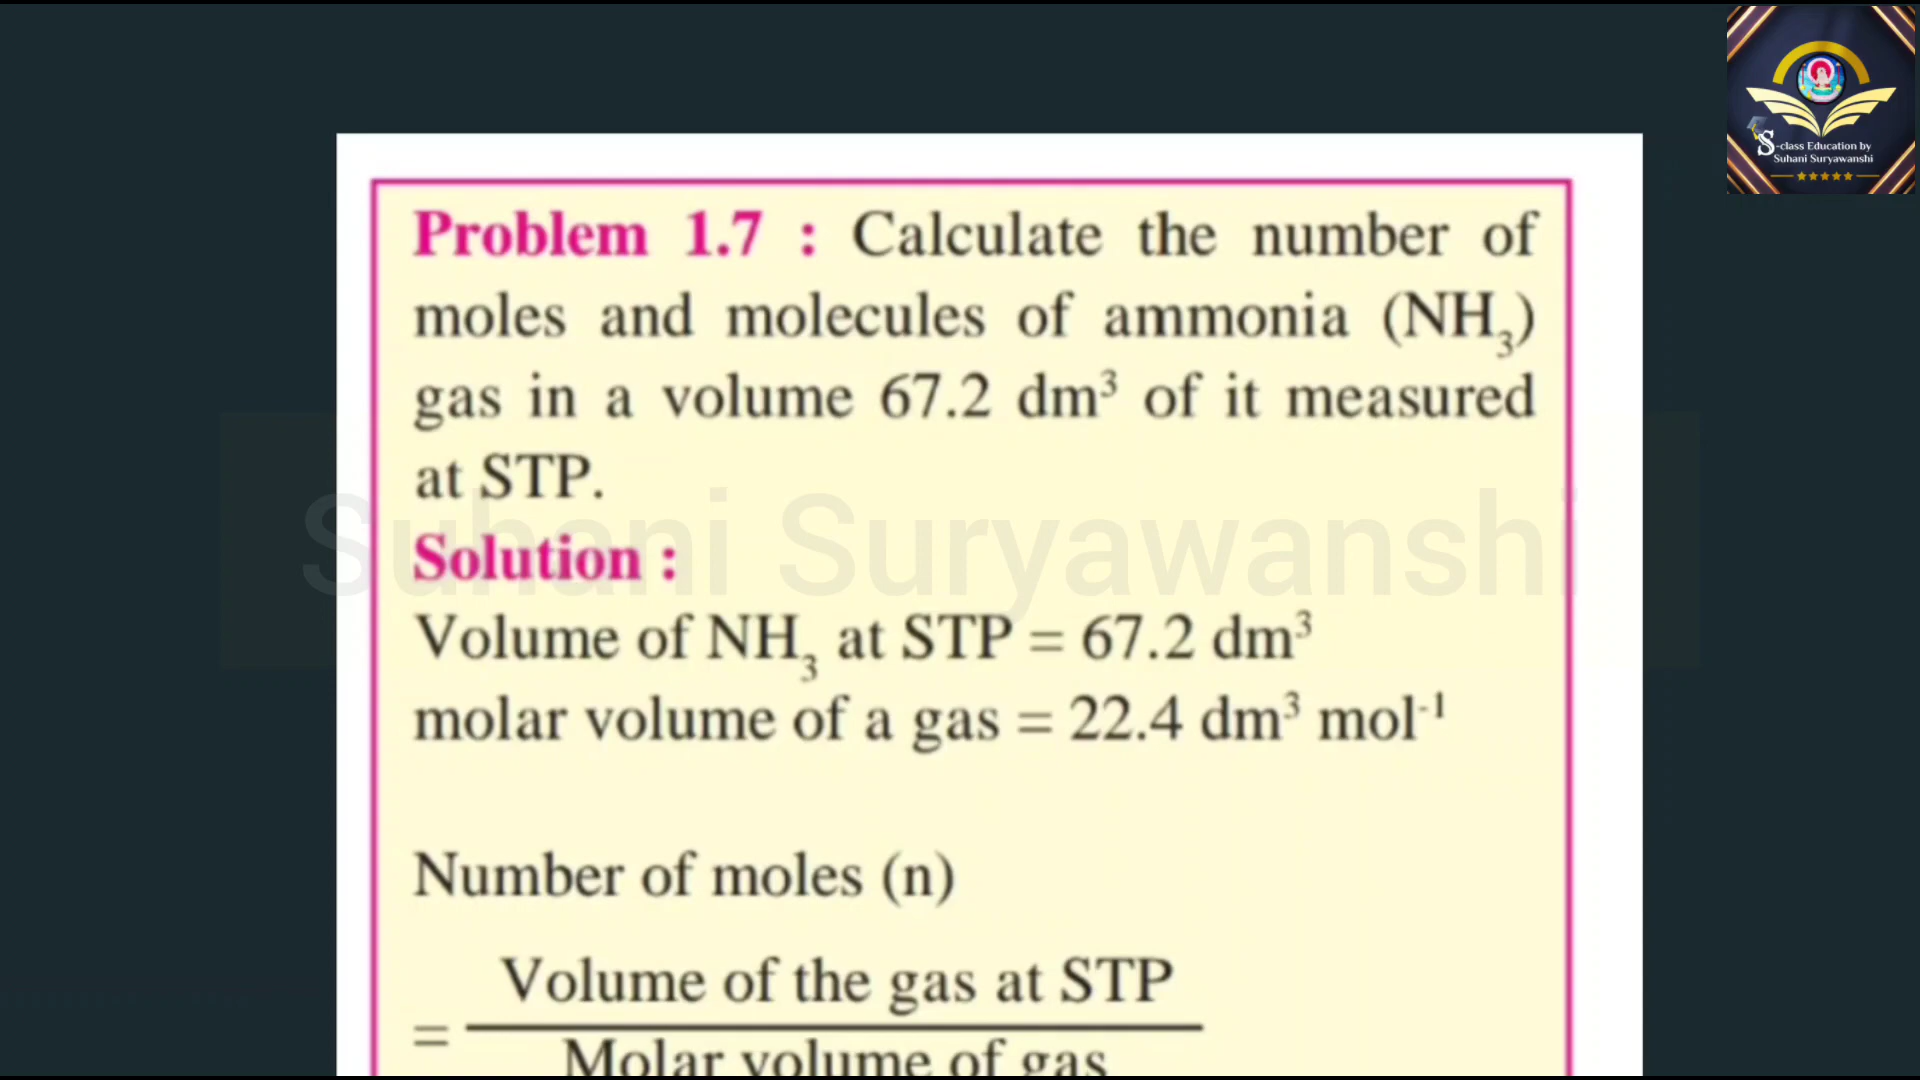 S-class Education by
Suhani Suryawanshi
Problem 1.7 : Calculate the number of
moles and molecules of ammonia (NH₃)
gas in a volume 67.2 dm³ of it measured
at STP.
Suhani Suryawanshi
Solution :
Volume of NH₃ at STP = 67.2 dm³
molar volume of a gas = 22.4 dm³ mol⁻¹
Number of moles (n)
Volume of the gas at STP
=
Molar volume of gas